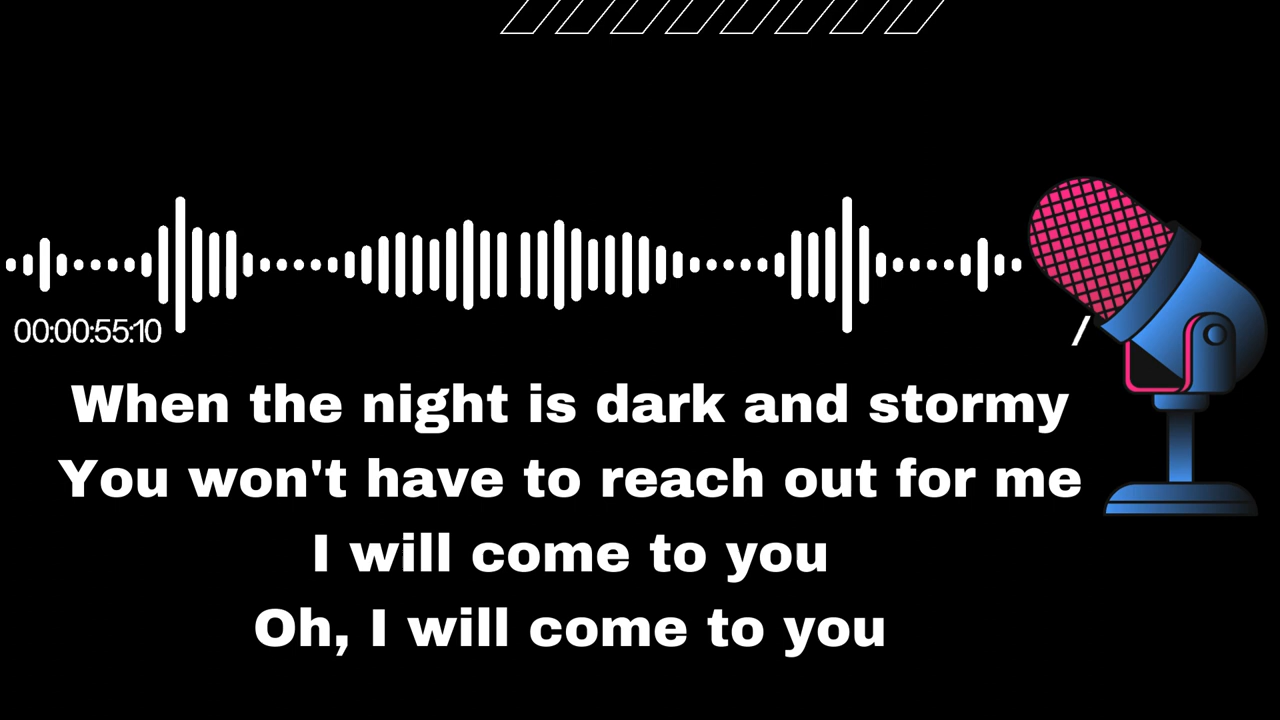 00:00:55:10
/
When the night is dark and stormy
You won't have to reach out for me
I will come to you
Oh, I will come to you